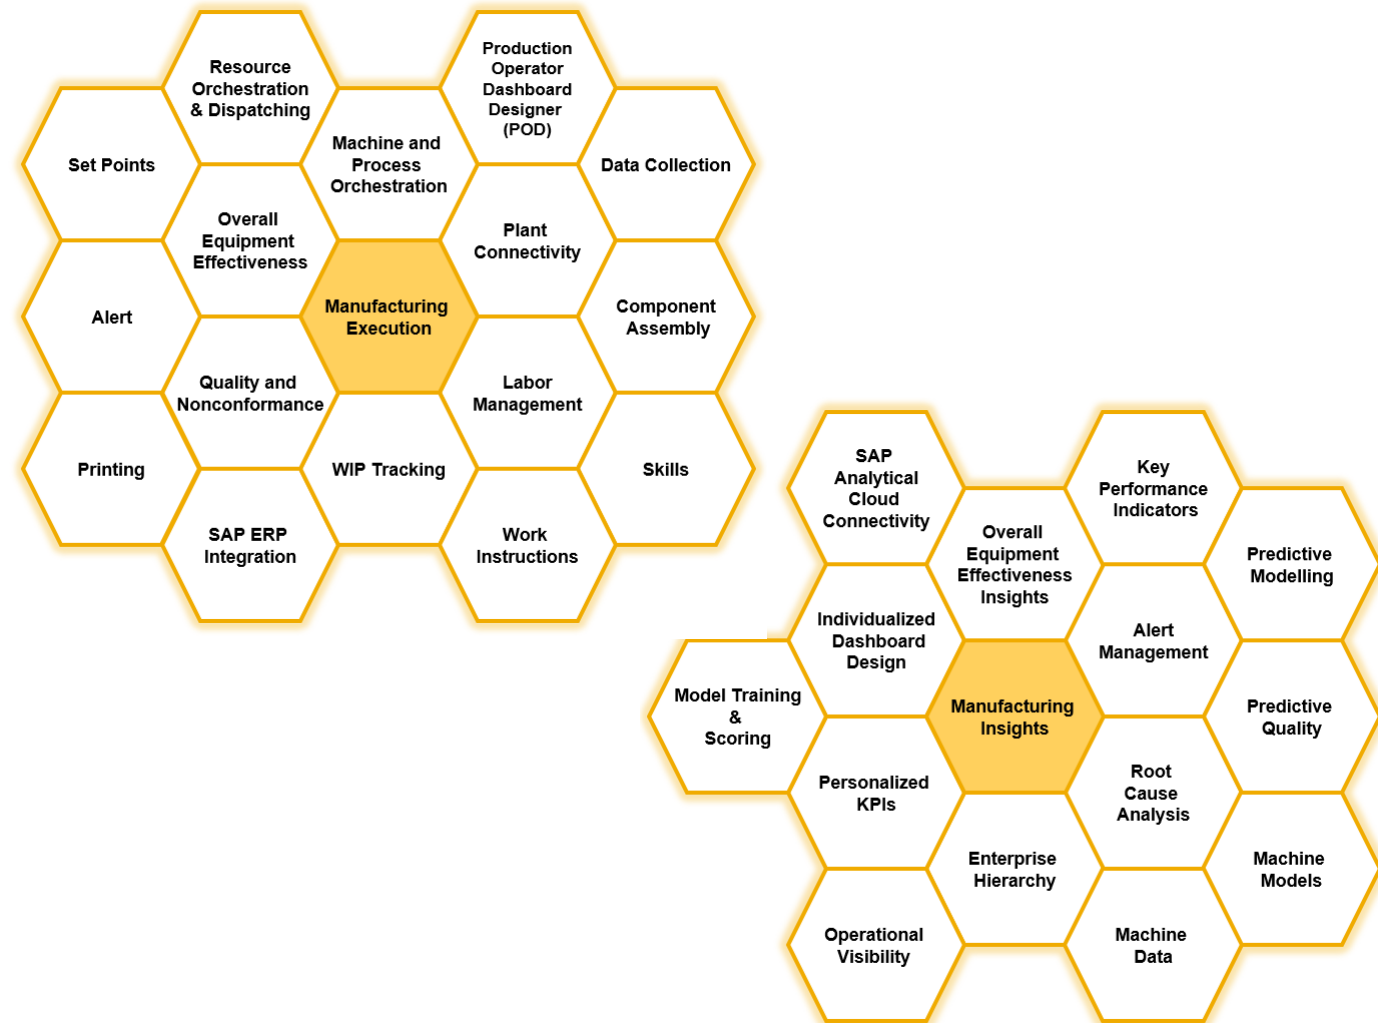 Resource
Orchestration
& Dispatching
Production
Operator
Dashboard
Designer
(POD)
Set Points
Machine and
Process
Orchestration
Data Collection
Overall
Equipment
Effectiveness
Plant
Connectivity
Alert
Manufacturing
Execution
Component
Assembly
Quality and
Nonconformance
Labor
Management
Printing
WIP Tracking
Skills
SAP ERP
Integration
Work
Instructions
SAP
Analytical
Cloud
Connectivity
Key
Performance
Indicators
Overall
Equipment
Effectiveness
Insights
Predictive
Modelling
Individualized
Dashboard
Design
Alert
Management
Model Training
&
Scoring
Manufacturing
Insights
Predictive
Quality
Personalized
KPIs
Root
Cause
Analysis
Enterprise
Hierarchy
Machine
Models
Operational
Visibility
Machine
Data